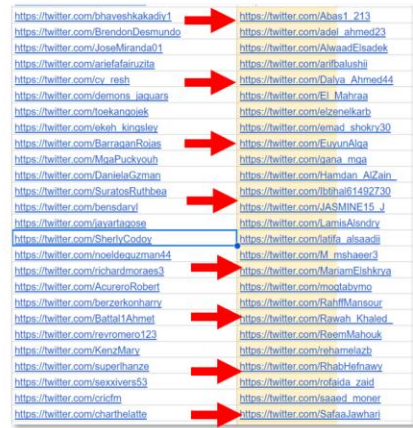 https://twitter.com/bhaveshkakadiy1 https://twitter.com/Abas1_213
https://twitter.com/BrendonDesmundo https://twitter.com/adel_ahmed23
https://twitter.com/JoseMiranda01 https://twitter.com/AlwaadElsadek
https://twitter.com/ariefafairuzita https://twitter.com/arifbalushii
https://twitter.com/cy_resh https://twitter.com/Dalya_Ahmed44
https://twitter.com/demons_jaguars https://twitter.com/El_Mahraa
https://twitter.com/toekangojek https://twitter.com/elzenelkarb
https://twitter.com/ekeh_kingsley https://twitter.com/emad_shokry30
https://twitter.com/BarraganRojas https://twitter.com/EuyunAlqa
https://twitter.com/MgaPuckyouh https://twitter.com/gana_mga
https://twitter.com/DanielaGzman https://twitter.com/Hamdan_AlZain_
https://twitter.com/SuratosRuthbea https://twitter.com/Ibtihal61492730
https://twitter.com/bensdaryl https://twitter.com/JASMINE15_J
https://twitter.com/jayartagose https://twitter.com/LamisAlsndry
https://twitter.com/SherlyCodoy https://twitter.com/latifa_alsaadii
https://twitter.com/noeldeguzman44 https://twitter.com/M_mshaeer3
https://twitter.com/richardmoraes3 https://twitter.com/MariamElshkrya
https://twitter.com/AcureroRobert https://twitter.com/moqtabymo
https://twitter.com/berzerkonharry https://twitter.com/RahffMansour
https://twitter.com/Battal1Ahmet https://twitter.com/Rawah_Khaled_
https://twitter.com/revromero123 https://twitter.com/ReemMahouk
https://twitter.com/KenzMary https://twitter.com/rehamelazb
https://twitter.com/superlhanze https://twitter.com/RhabHefnawy
https://twitter.com/sexxivers53 https://twitter.com/rofaida_zaid
https://twitter.com/cricfm https://twitter.com/saaed_moner
https://twitter.com/charthelatte https://twitter.com/SafaaJawhari